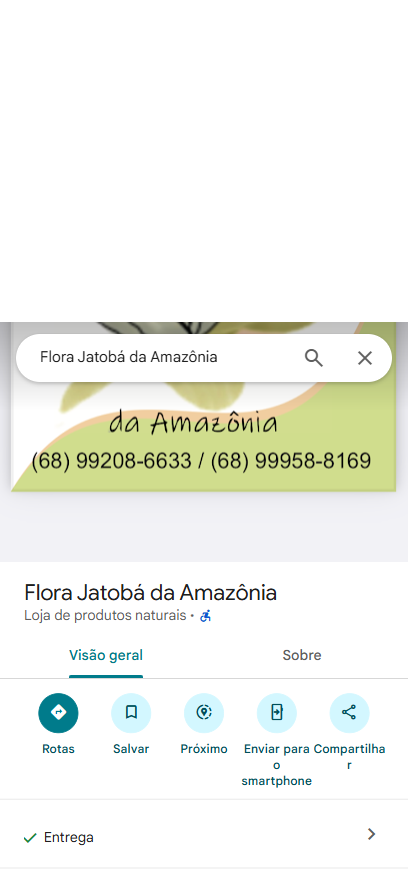 Flora Jatobá da Amazônia
da Amazônia
(68) 99208-6633 / (68) 99958-8169
Flora Jatobá da Amazônia
Loja de produtos naturais ·
Visão geral
Sobre
Rotas
Salvar
Próximo
Enviar para
o
smartphone
Compartilha
r
Entrega